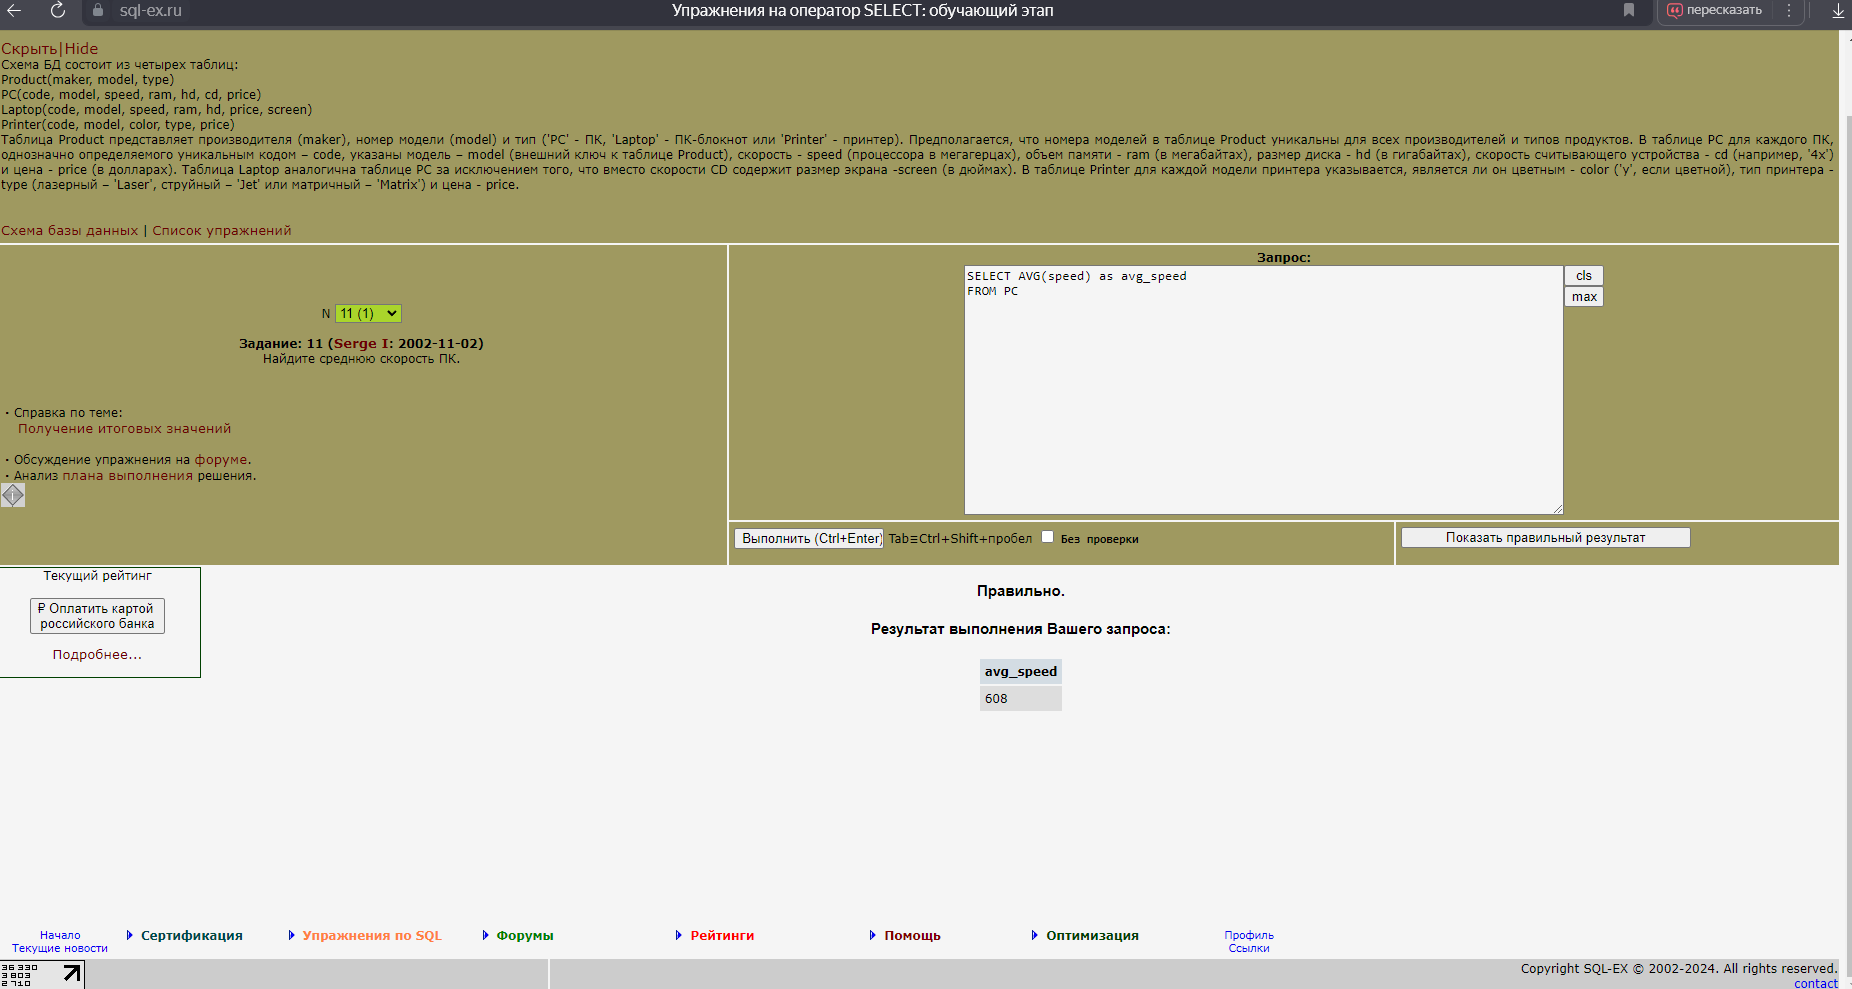 sql-ex.ru
Упражнения на оператор SELECT: обучающий этап
пересказать
Скрыть|Hide
Схема БД состоит из четырех таблиц:
Product(maker, model, type)
PC(code, model, speed, ram, hd, cd, price)
Laptop(code, model, speed, ram, hd, price, screen)
Printer(code, model, color, type, price)
Таблица Product представляет производителя (maker), номер модели (model) и тип ('PC' - ПК, 'Laptop' - ПК-блокнот или 'Printer' - принтер). Предполагается, что номера моделей в таблице Product уникальны для всех производителей и типов продуктов. В таблице PC для каждого ПК,
однозначно определяемого уникальным кодом – code, указаны модель – model (внешний ключ к таблице Product), скорость - speed (процессора в мегагерцах), объем памяти - ram (в мегабайтах), размер диска - hd (в гигабайтах), скорость считывающего устройства - cd (например, '4x')
и цена - price (в долларах). Таблица Laptop аналогична таблице РС за исключением того, что вместо скорости CD содержит размер экрана -screen (в дюймах). В таблице Printer для каждой модели принтера указывается, является ли он цветным - color ('y', если цветной), тип принтера -
type (лазерный – 'Laser', струйный – 'Jet' или матричный – 'Matrix') и цена - price.
Схема базы данных | Список упражнений
N 11 (1)
Задание: 11 (Serge I: 2002-11-02)
Найдите среднюю скорость ПК.
· Справка по теме:
Получение итоговых значений
· Обсуждение упражнения на форуме.
· Анализ плана выполнения решения.
Запрос:
SELECT AVG(speed) as avg_speed
FROM PC
cls
max
Выполнить (Ctrl+Enter) Tab≡Ctrl+Shift+пробел Без проверки
Показать правильный результат
Текущий рейтинг
₽ Оплатить картой
российского банка
Подробнее...
Правильно.
Результат выполнения Вашего запроса:
avg_speed
608
Начало
Текущие новости
Сертификация
Упражнения по SQL
Форумы
Рейтинги
Помощь
Оптимизация
Профиль
Ссылки
36 330
3 803
2 710
Copyright SQL-EX © 2002-2024. All rights reserved.
contact